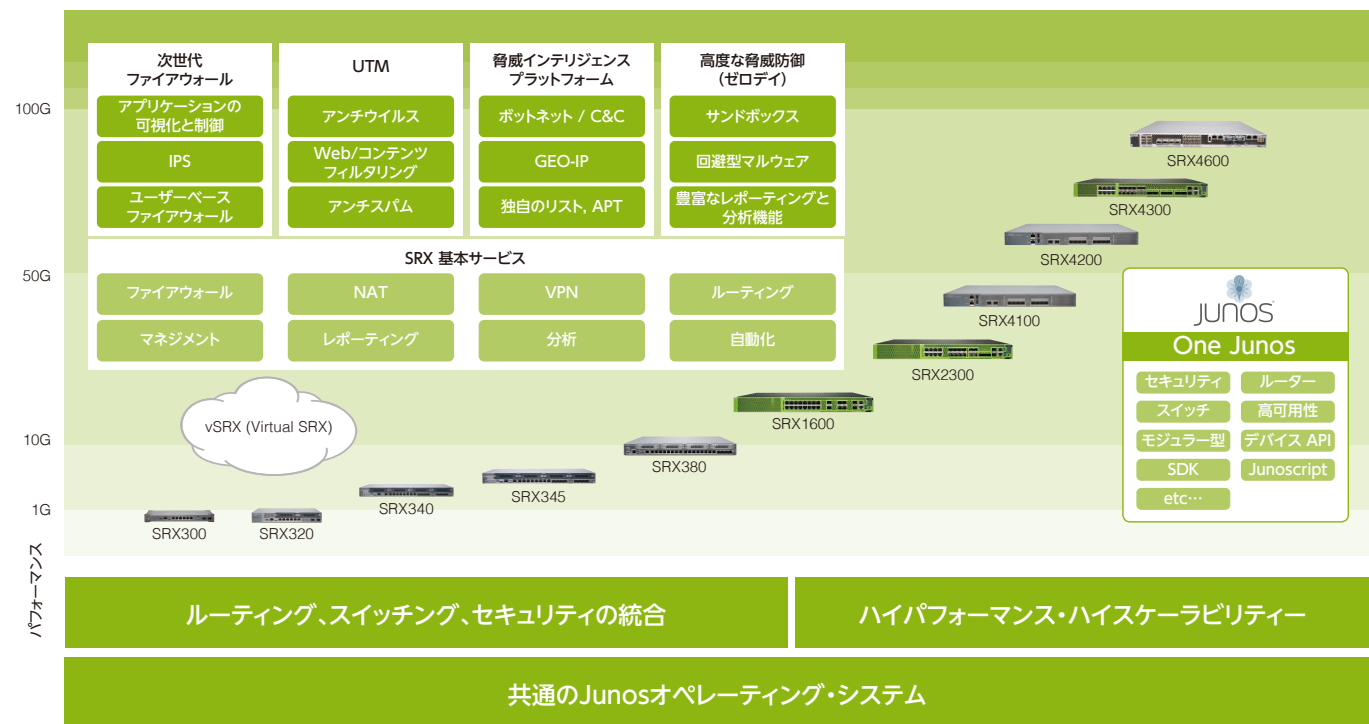 次世代
ファイアウォール
アプリケーションの
可視化と制御
IPS
ユーザーベース
ファイアウォール
UTM
アンチウイルス
Web/コンテンツ
フィルタリング
アンチスパム
脅威インテリジェンス
プラットフォーム
ボットネット / C&C
GEO-IP
独自のリスト, APT
高度な脅威防御
(ゼロデイ)
サンドボックス
回避型マルウェア
豊富なレポーティングと
分析機能
SRX 基本サービス
ファイアウォール
NAT
VPN
ルーティング
マネジメント
レポーティング
分析
自動化
100G
50G
10G
1G
パフォーマンス
vSRX (Virtual SRX)
SRX300
SRX320
SRX340
SRX345
SRX380
SRX1600
SRX2300
SRX4100
SRX4200
SRX4300
SRX4600
JUNOS
One Junos
セキュリティ
ルーター
スイッチ
高可用性
モジュラー型
デバイス API
SDK
Junoscript
etc…
ルーティング、スイッチング、セキュリティの統合
ハイパフォーマンス・ハイスケーラビリティー
共通のJunosオペレーティング・システム